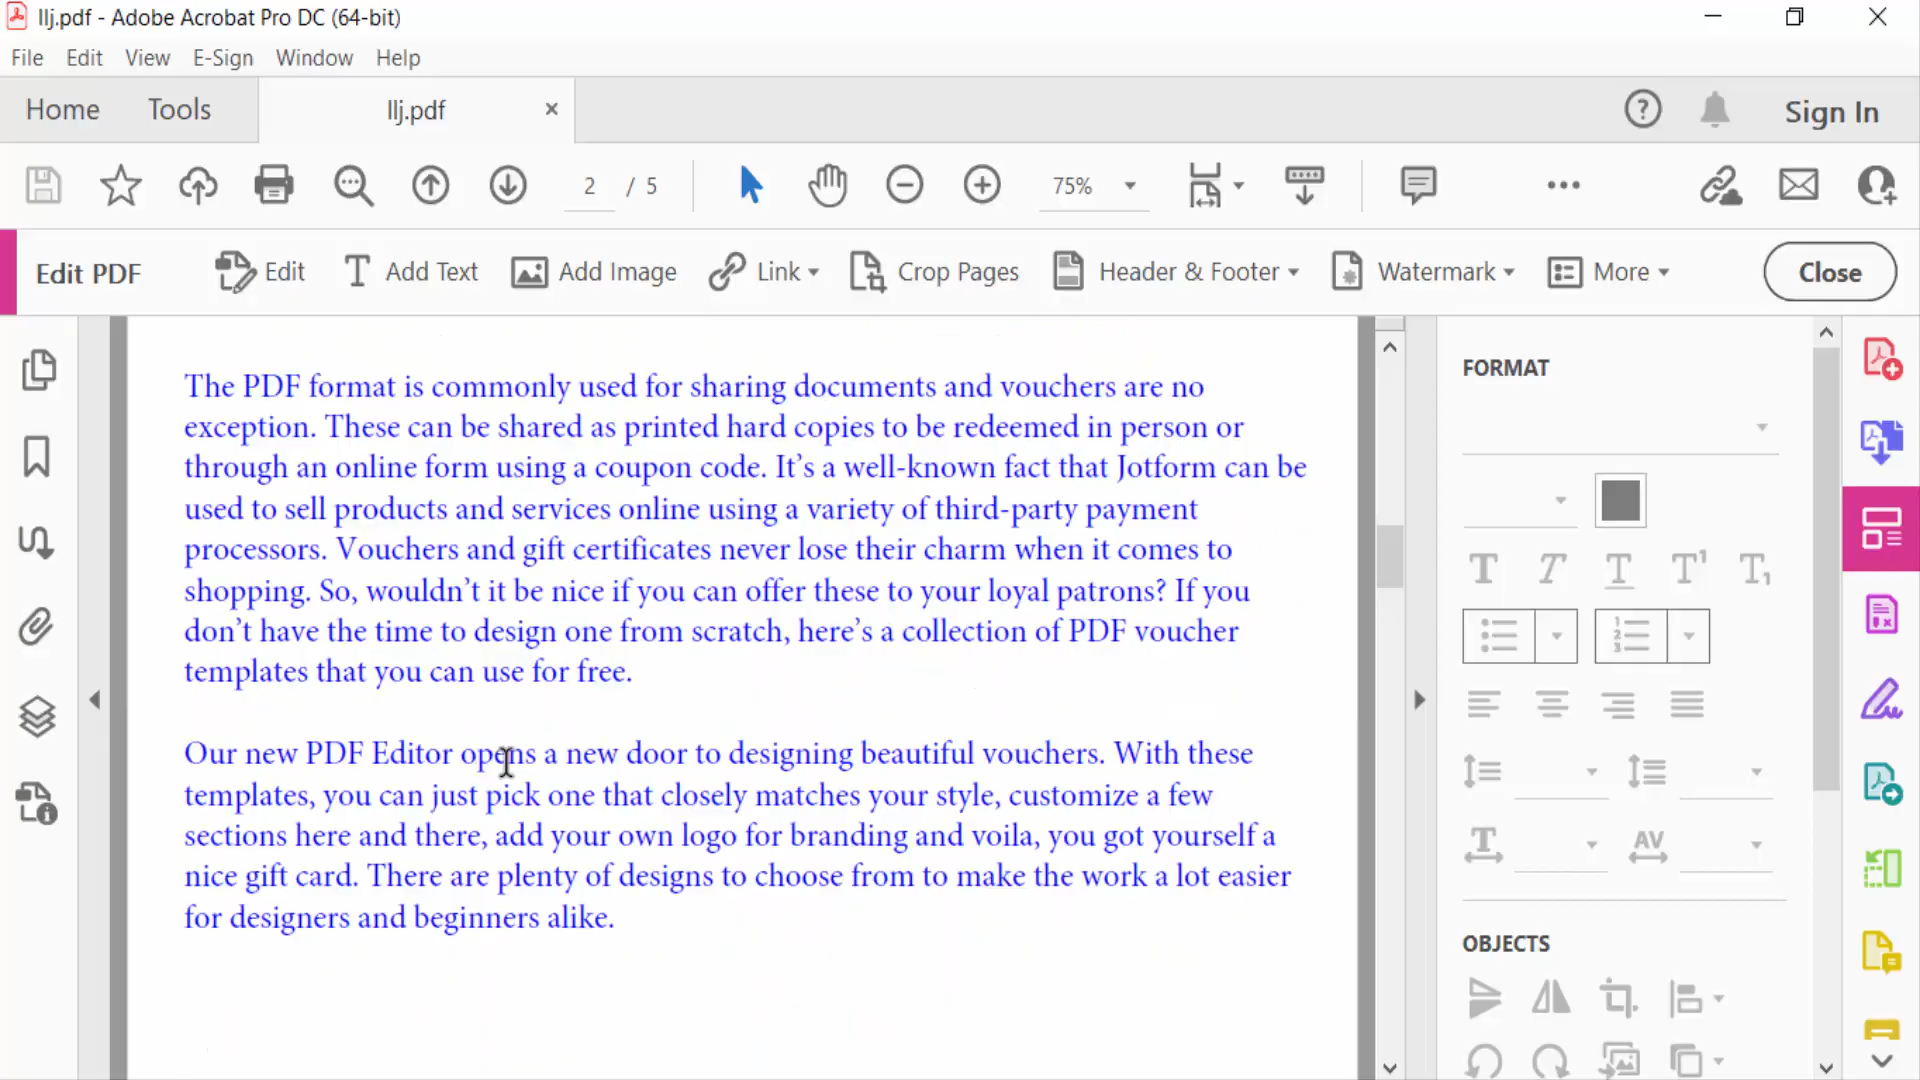 llj.pdf - Adobe Acrobat Pro DC (64-bit)
File Edit View E-Sign Window Help
Home Tools llj.pdf × ? Sign In
2 / 5 75%
Edit PDF Edit Add Text Add Image Link Crop Pages Header & Footer Watermark More Close
The PDF format is commonly used for sharing documents and vouchers are no
exception. These can be shared as printed hard copies to be redeemed in person or
through an online form using a coupon code. It’s a well-known fact that Jotform can be
used to sell products and services online using a variety of third-party payment
processors. Vouchers and gift certificates never lose their charm when it comes to
shopping. So, wouldn’t it be nice if you can offer these to your loyal patrons? If you
don’t have the time to design one from scratch, here’s a collection of PDF voucher
templates that you can use for free.
Our new PDF Editor opens a new door to designing beautiful vouchers. With these
templates, you can just pick one that closely matches your style, customize a few
sections here and there, add your own logo for branding and voila, you got yourself a
nice gift card. There are plenty of designs to choose from to make the work a lot easier
for designers and beginners alike.
FORMAT
T T T T¹ T₁
AV
OBJECTS